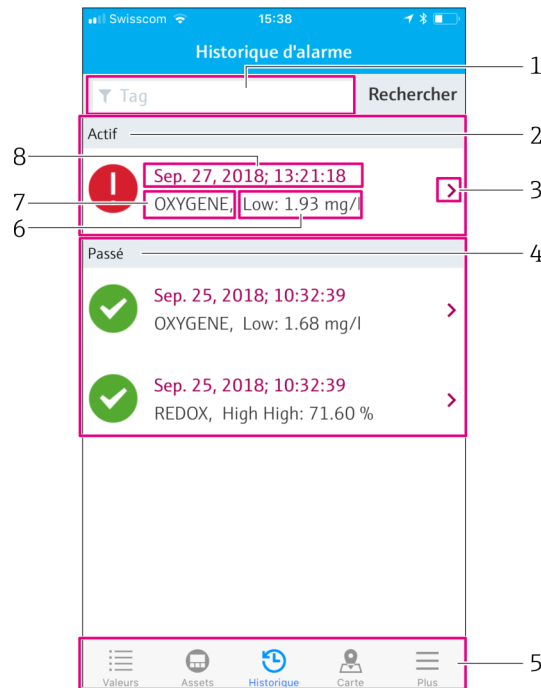 Swisscom 15:38
Historique d'alarme
1
Tag Rechercher
Actif
2
8
Sep. 27, 2018; 13:21:18
3
7
OXYGENE, Low: 1.93 mg/l
6
Passé
4
Sep. 25, 2018; 10:32:39
OXYGENE, Low: 1.68 mg/l
Sep. 25, 2018; 10:32:39
REDOX, High High: 71.60 %
5
Valeurs Assets Historique Carte Plus